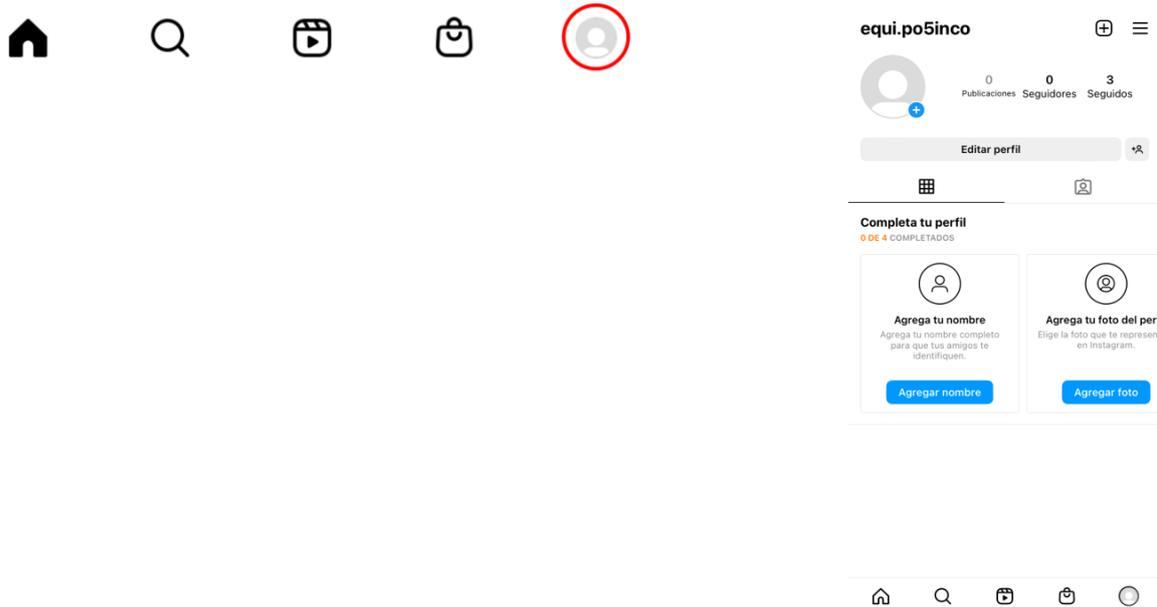 equi.po5inco
0 0 3
Publicaciones Seguidores Seguidos
Editar perfil
Completa tu perfil
0 DE 4 COMPLETADOS
Agrega tu nombre
Agrega tu nombre completo
para que tus amigos te
identifiquen.
Agregar nombre
Agrega tu foto del per
Elige la foto que te represen
en Instagram.
Agregar foto